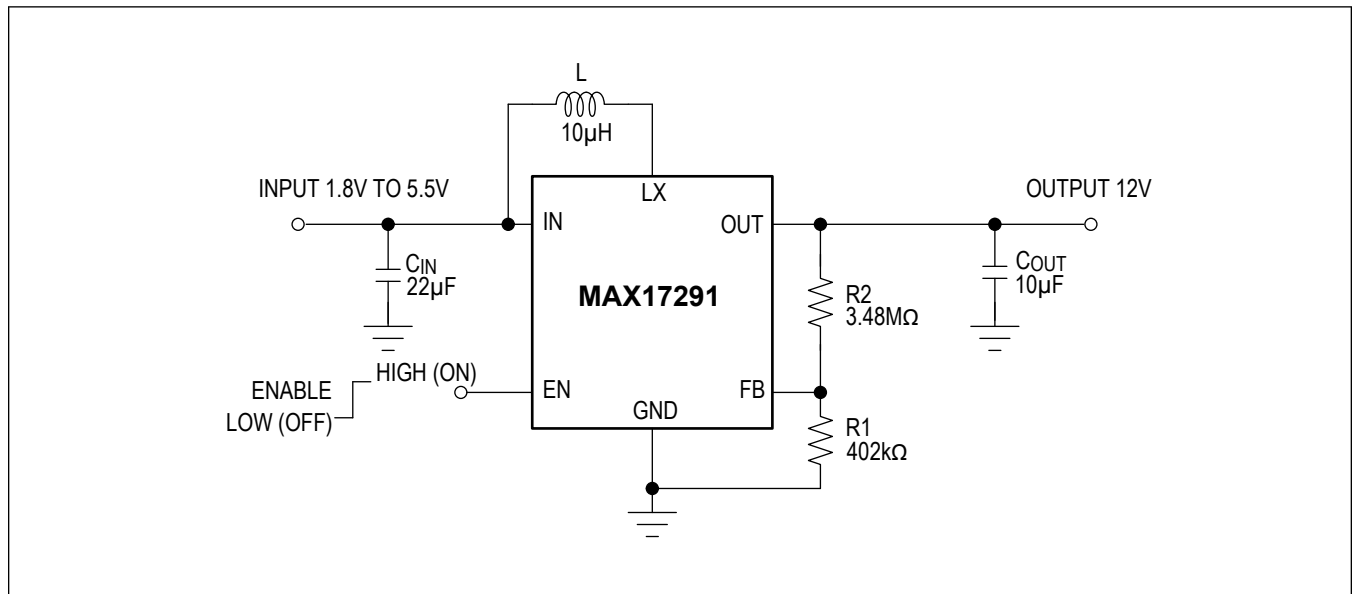 L
10µH
INPUT 1.8V TO 5.5V
LX
OUTPUT 12V
IN
OUT
CIN
22µF
MAX17291
R2
3.48MΩ
COUT
10µF
HIGH (ON)
ENABLE
LOW (OFF)
EN
GND
FB
R1
402kΩ